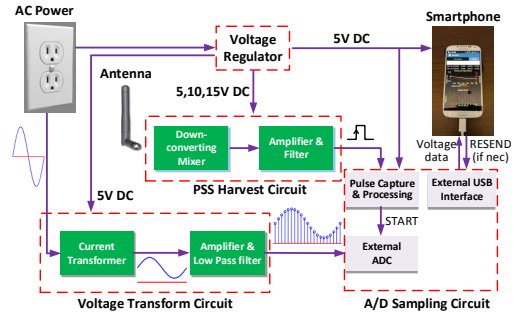 AC Power
Smartphone
Voltage
Regulator
5V DC
Antenna
5,10,15V DC
Down-
converting
Mixer
Amplifier &
Filter
PSS Harvest Circuit
Voltage
data
RESEND
(if nec)
Pulse Capture
& Processing
External USB
Interface
5V DC
START
Current
Transformer
Amplifier &
Low Pass filter
External
ADC
Voltage Transform Circuit
A/D Sampling Circuit